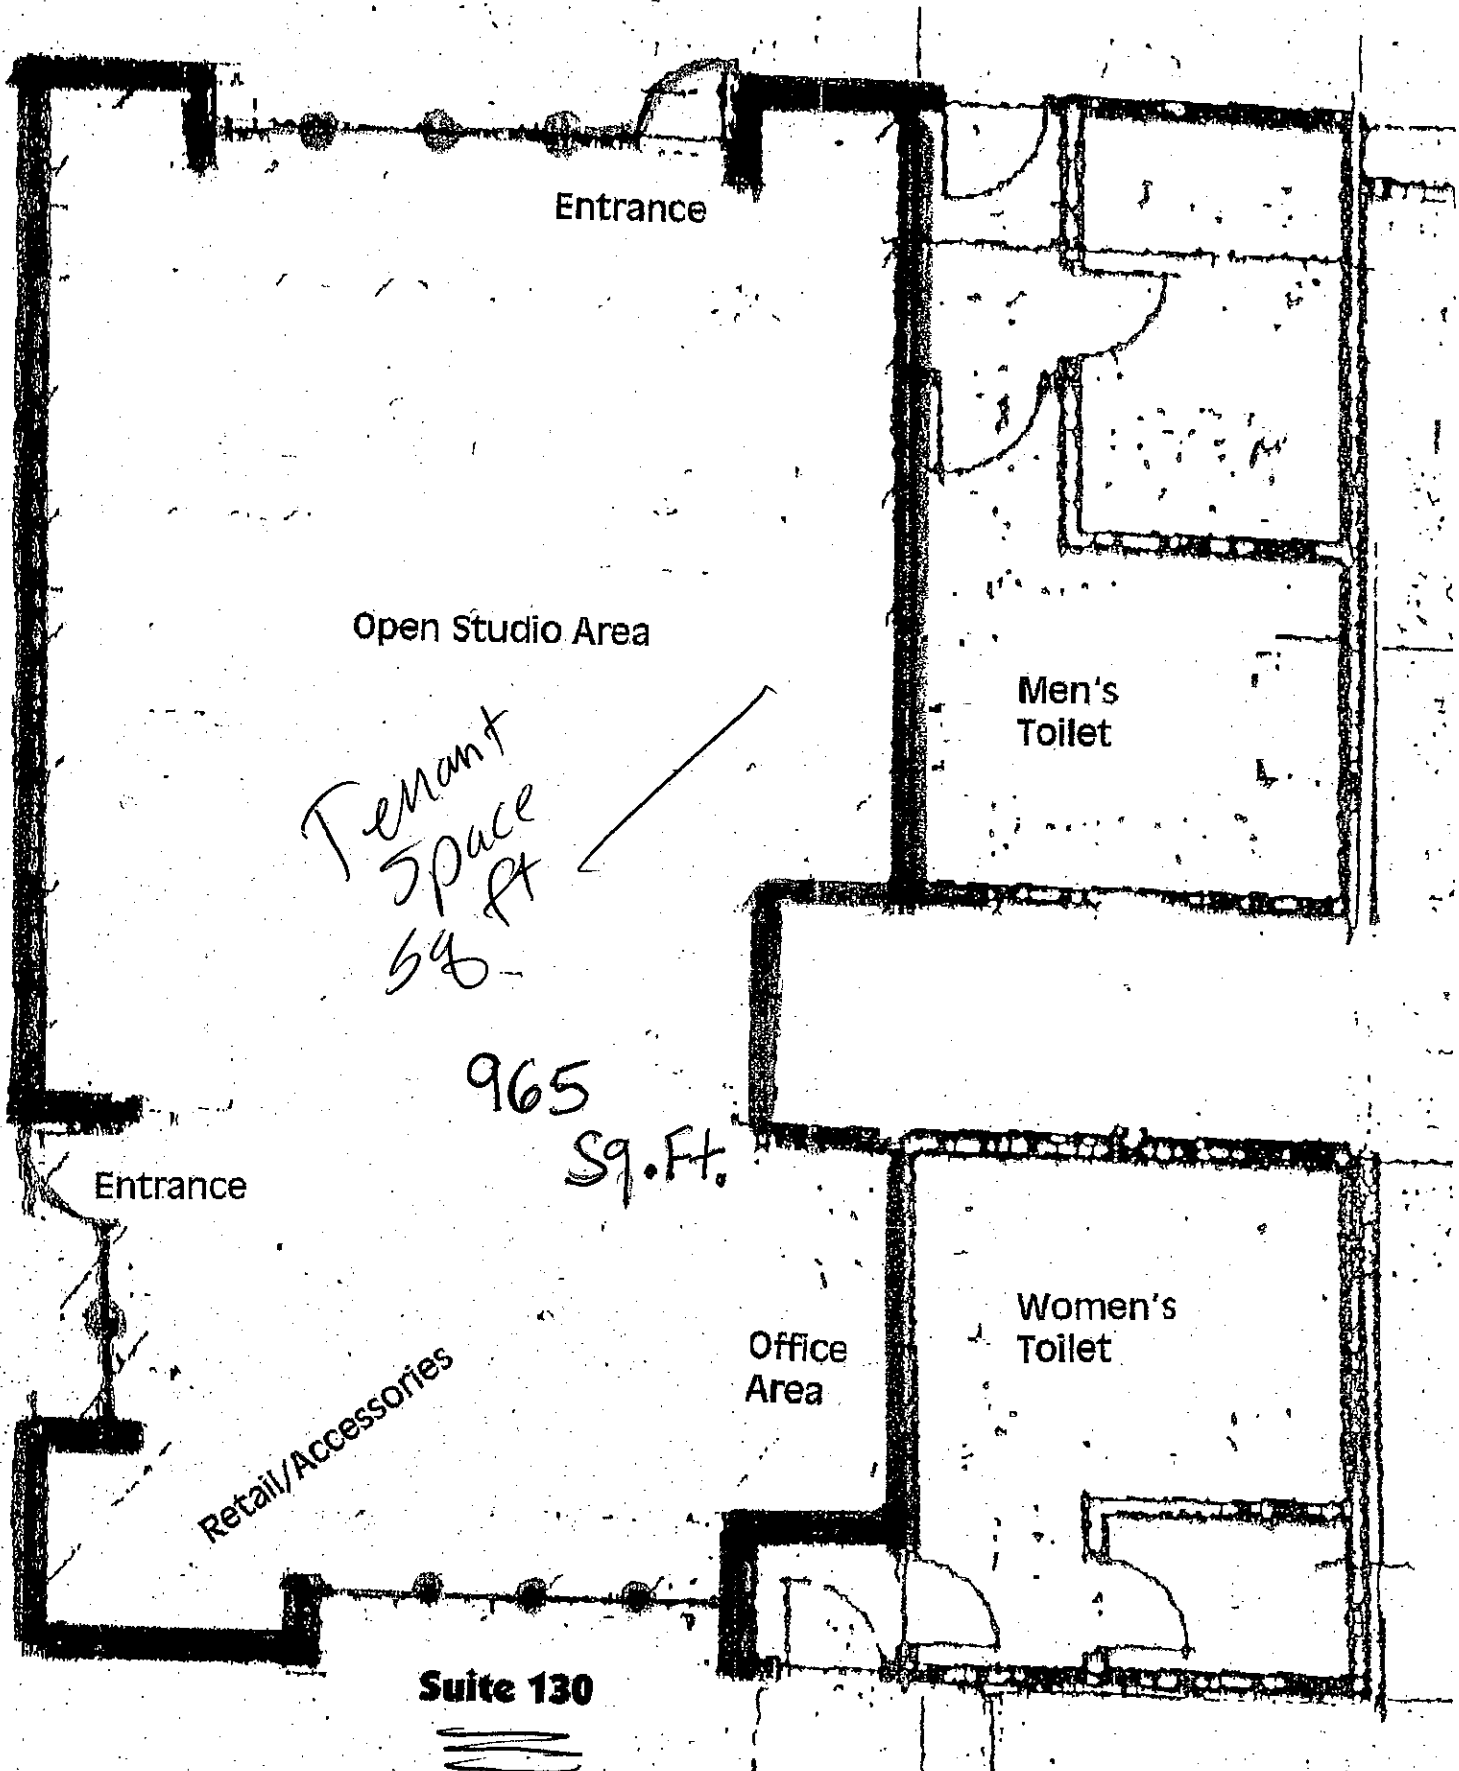 Entrance
Open Studio Area
Men's
Toilet
Tenant
Space
sq ft
965
Sq.Ft.
Entrance
Women's
Toilet
Office
Area
Retail/Accessories
Suite 130